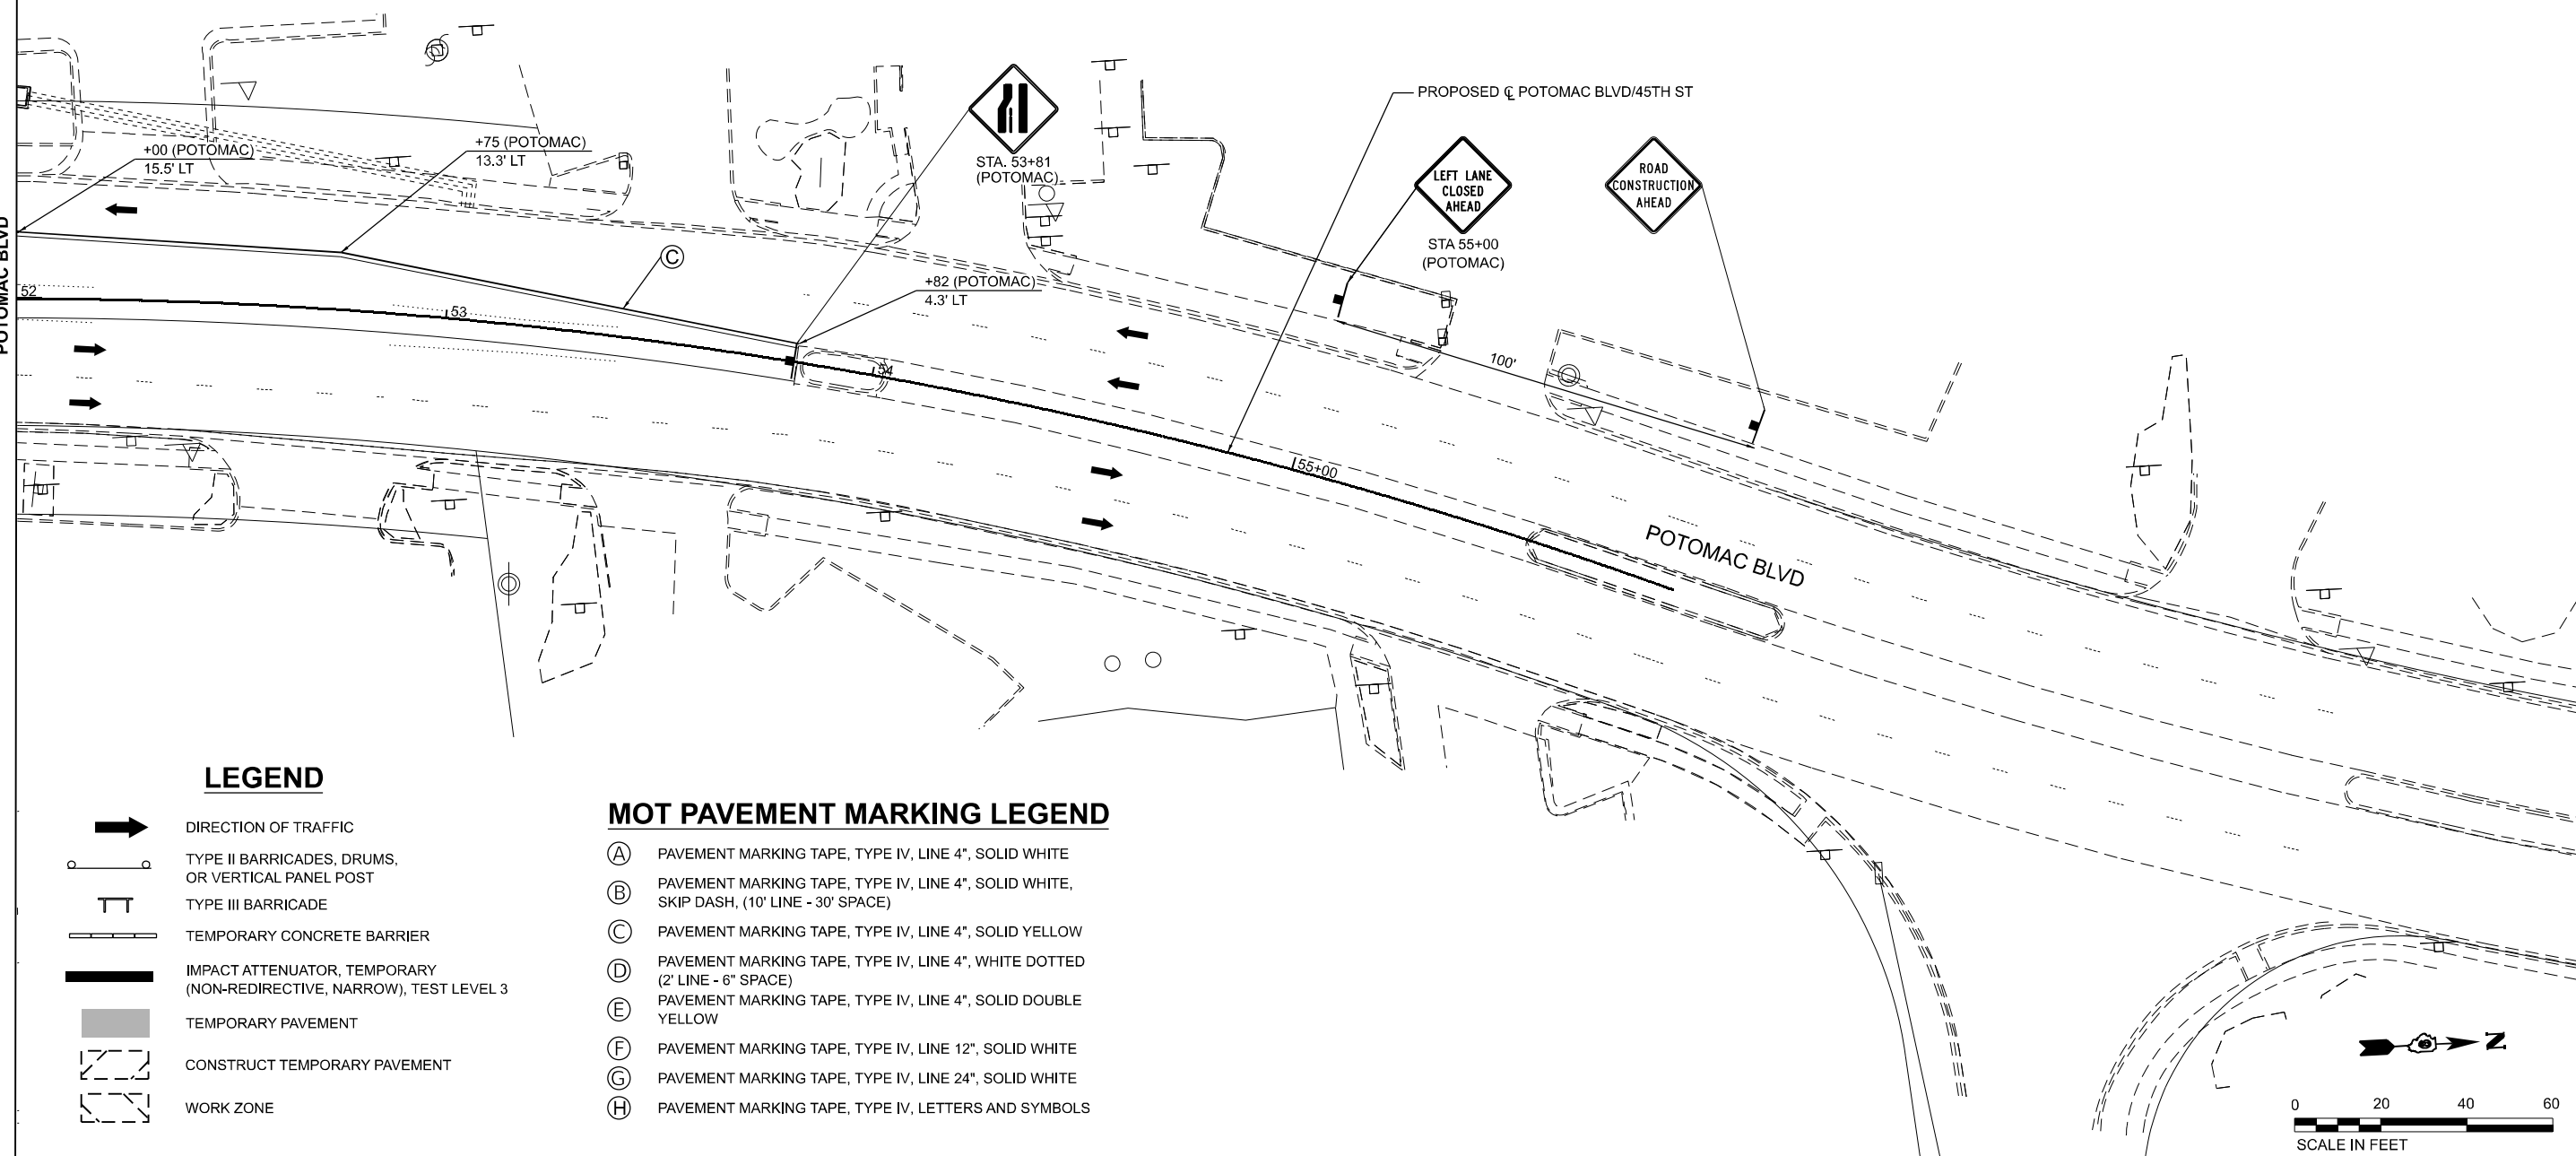 POTOMAC BLVD
+00 (POTOMAC)
15.5' LT
+75 (POTOMAC)
13.3' LT
STA. 53+81
(POTOMAC)
+82 (POTOMAC)
4.3' LT
PROPOSED ℄ POTOMAC BLVD/45TH ST
LEFT LANE
CLOSED
AHEAD
STA 55+00
(POTOMAC)
ROAD
CONSTRUCTION
AHEAD
C
52
53
54
55+00
100'
POTOMAC BLVD
LEGEND
DIRECTION OF TRAFFIC
TYPE II BARRICADES, DRUMS,
OR VERTICAL PANEL POST
TYPE III BARRICADE
TEMPORARY CONCRETE BARRIER
IMPACT ATTENUATOR, TEMPORARY
(NON-REDIRECTIVE, NARROW), TEST LEVEL 3
TEMPORARY PAVEMENT
CONSTRUCT TEMPORARY PAVEMENT
WORK ZONE
MOT PAVEMENT MARKING LEGEND
A PAVEMENT MARKING TAPE, TYPE IV, LINE 4", SOLID WHITE
B PAVEMENT MARKING TAPE, TYPE IV, LINE 4", SOLID WHITE,
SKIP DASH, (10' LINE - 30' SPACE)
C PAVEMENT MARKING TAPE, TYPE IV, LINE 4", SOLID YELLOW
D PAVEMENT MARKING TAPE, TYPE IV, LINE 4", WHITE DOTTED
(2' LINE - 6" SPACE)
E PAVEMENT MARKING TAPE, TYPE IV, LINE 4", SOLID DOUBLE
YELLOW
F PAVEMENT MARKING TAPE, TYPE IV, LINE 12", SOLID WHITE
G PAVEMENT MARKING TAPE, TYPE IV, LINE 24", SOLID WHITE
H PAVEMENT MARKING TAPE, TYPE IV, LETTERS AND SYMBOLS
N
0 20 40 60
SCALE IN FEET